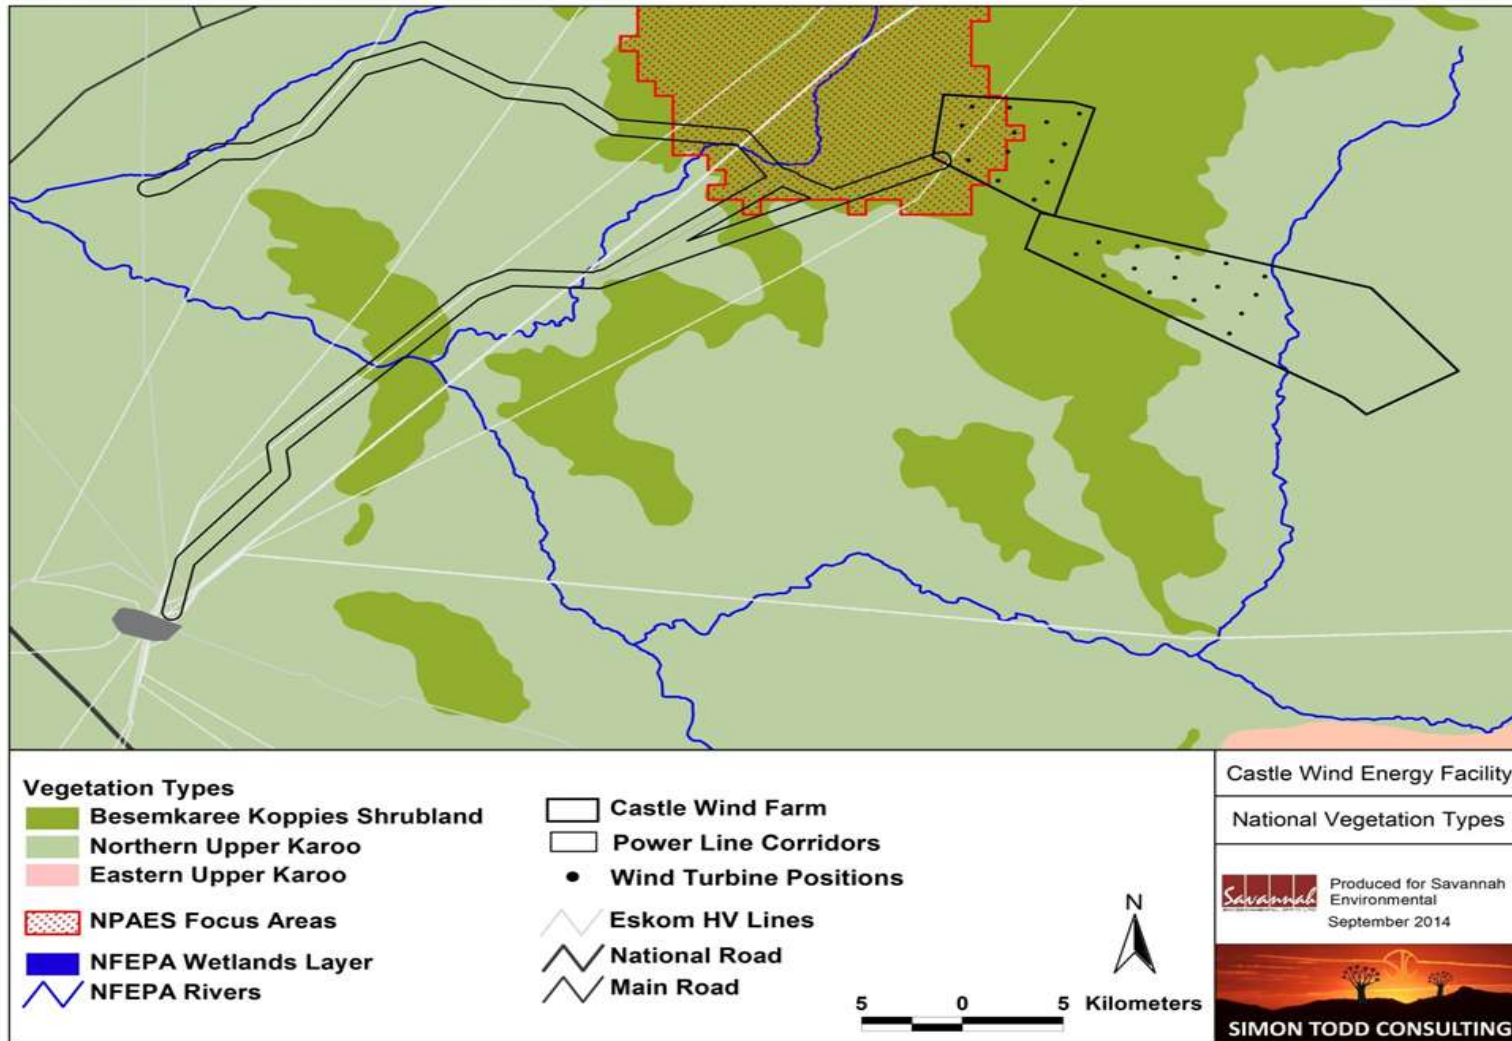 Vegetation Types
Besemkaree Koppies Shrubland
Northern Upper Karoo
Eastern Upper Karoo
NPAES Focus Areas
NFEPA Wetlands Layer
NFEPA Rivers
Castle Wind Farm
Power Line Corridors
Wind Turbine Positions
Eskom HV Lines
National Road
Main Road
N
5 0 5 Kilometers
Castle Wind Energy Facility
National Vegetation Types
Savannah
Produced for Savannah
Environmental
September 2014
SIMON TODD CONSULTING